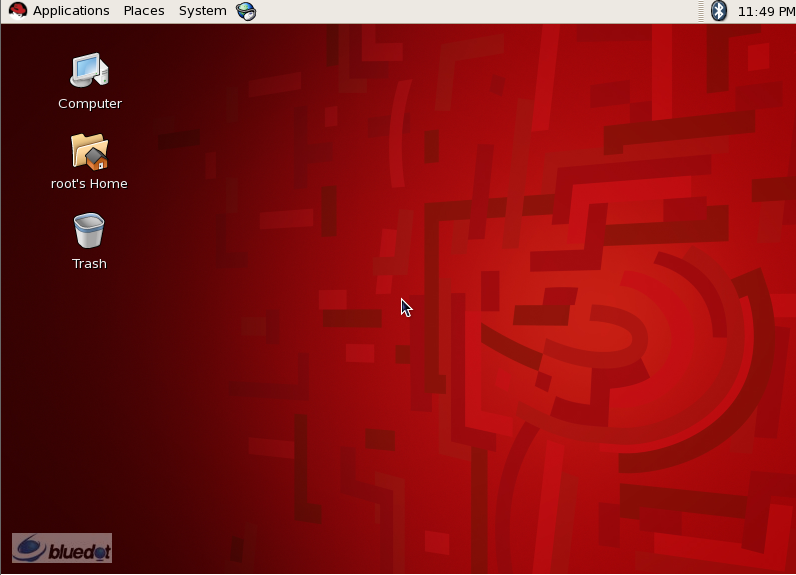 Applications Places System 11:49 PM
Computer
root's Home
Trash
bluedot